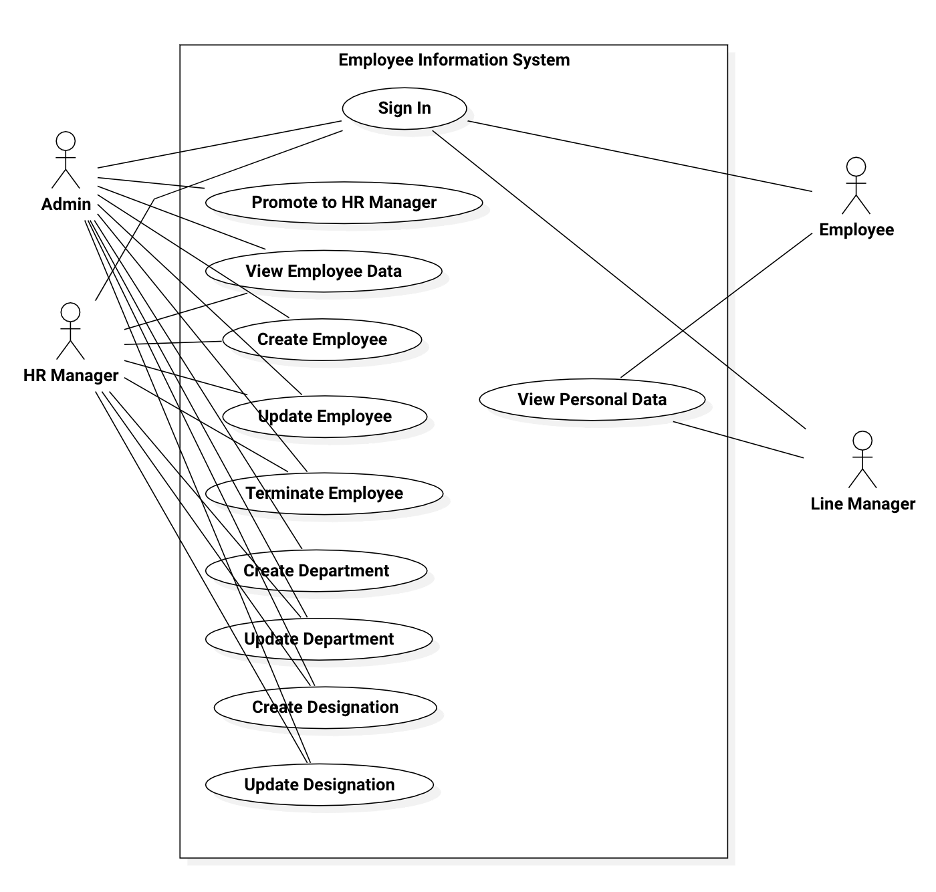 Employee Information System
Sign In
Admin
Promote to HR Manager
Employee
View Employee Data
Create Employee
HR Manager
View Personal Data
Update Employee
Terminate Employee
Line Manager
Create Department
Update Department
Create Designation
Update Designation